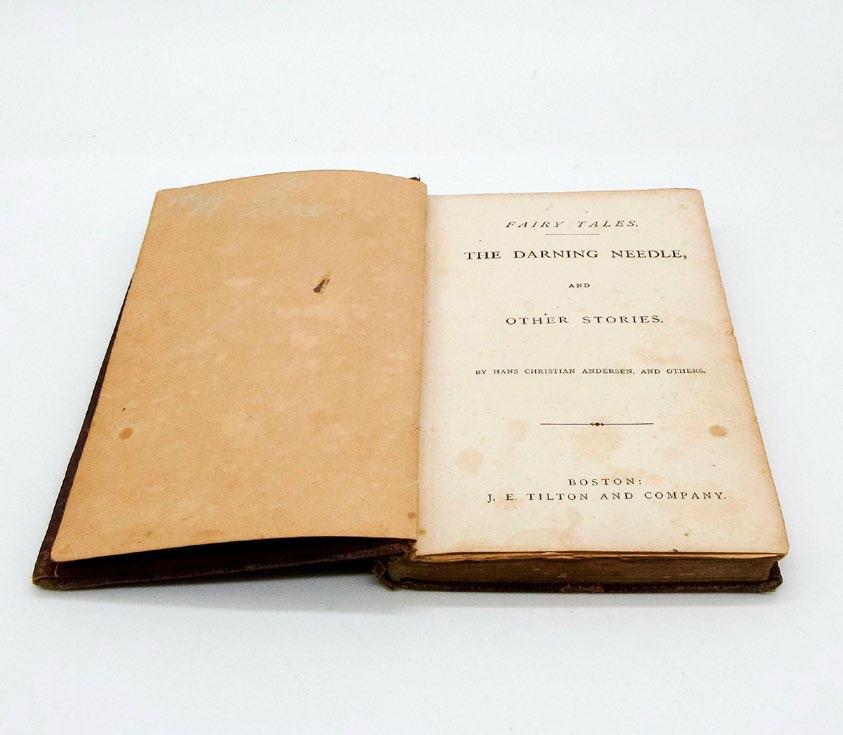 FAIRY TALES.
THE DARNING NEEDLE,
AND
OTHER STORIES.
BY HANS CHRISTIAN ANDERSEN, AND OTHERS.
BOSTON:
J. E. TILTON AND COMPANY.